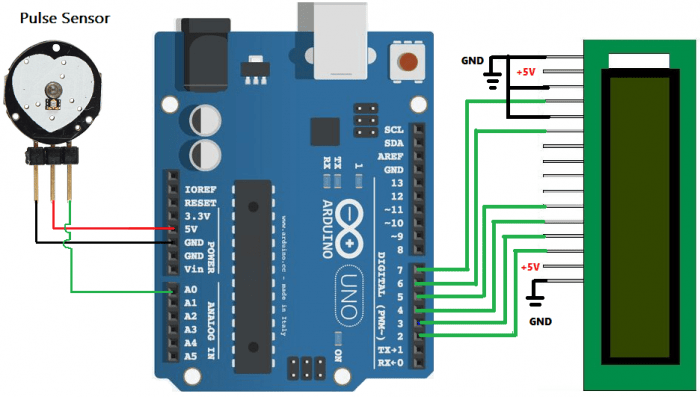 Pulse Sensor
IOREF
RESET
3.3V
5V
GND
GND
Vin
POWER
A0
A1
A2
A3
A4
A5
ANALOG IN
www.arduino.cc - made in Italy
RX
TX
1
ARDUINO
UNO
ON
SCL
SDA
AREF
GND
13
12
~11
~10
~9
8
7
6
5
4
3
2
TX→1
RX←0
DIGITAL (PWM~)
GND
+5V
+5V
GND